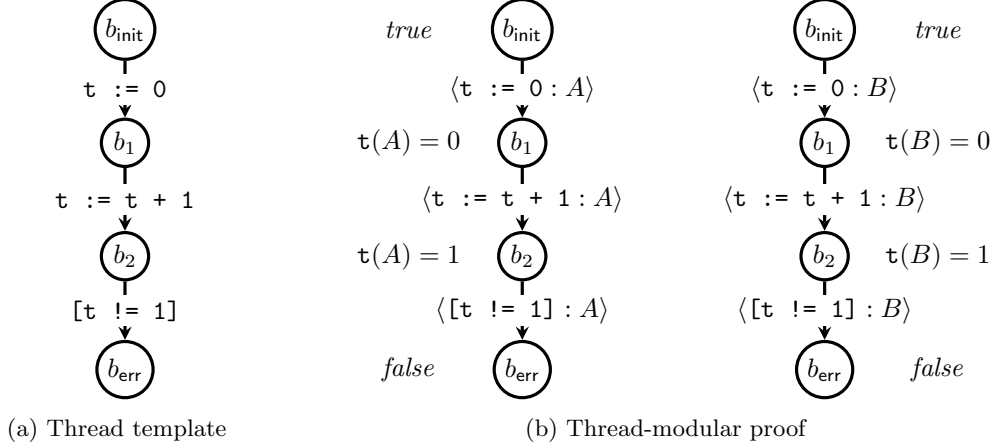 b_init true b_init b_init true
t := 0 ⟨t := 0 : A⟩ ⟨t := 0 : B⟩
b_1 t(A) = 0 b_1 b_1 t(B) = 0
t := t + 1 ⟨t := t + 1 : A⟩ ⟨t := t + 1 : B⟩
b_2 t(A) = 1 b_2 b_2 t(B) = 1
[t != 1] ⟨[t != 1] : A⟩ ⟨[t != 1] : B⟩
b_err false b_err b_err false
(a) Thread template (b) Thread-modular proof